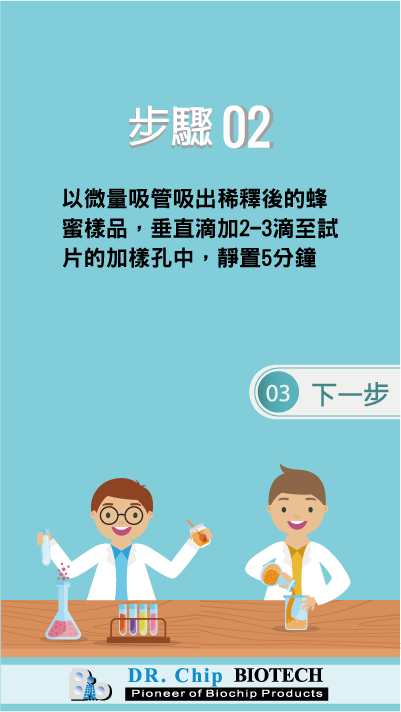 步驟 02
以微量吸管吸出稀釋後的蜂
蜜樣品，垂直滴加2-3滴至試
片的加樣孔中，靜置5分鐘
03 下一步
DR. Chip BIOTECH
Pioneer of Biochip Products